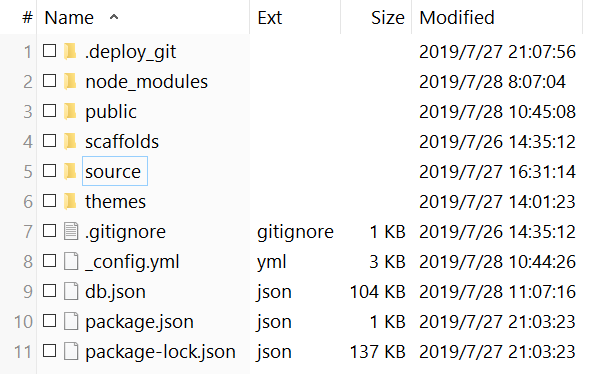 # Name Ext Size Modified
1 .deploy_git 2019/7/27 21:07:56
2 node_modules 2019/7/28 8:07:04
3 public 2019/7/28 10:45:08
4 scaffolds 2019/7/26 14:35:12
5 source 2019/7/27 16:31:14
6 themes 2019/7/27 14:01:23
7 .gitignore gitignore 1 KB 2019/7/26 14:35:12
8 _config.yml yml 3 KB 2019/7/28 10:44:26
9 db.json json 104 KB 2019/7/28 11:07:16
10 package.json json 1 KB 2019/7/27 21:03:23
11 package-lock.json json 137 KB 2019/7/27 21:03:23